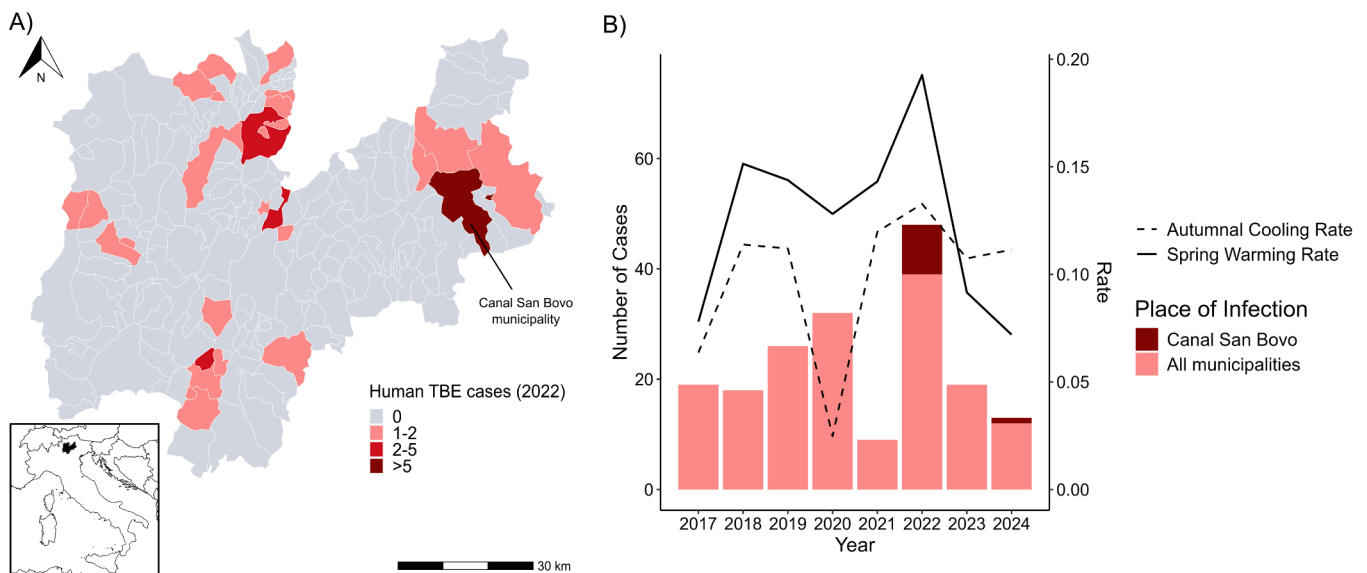 A)
N
Canal San Bovo
municipality
Human TBE cases (2022)
0
1-2
2-5
>5
30 km
B)
Number of Cases
60
40
20
0
0.20
0.15
0.10
0.05
0.00
Rate
2017 2018 2019 2020 2021 2022 2023 2024
Year
Autumnal Cooling Rate
Spring Warming Rate
Place of Infection
Canal San Bovo
All municipalities